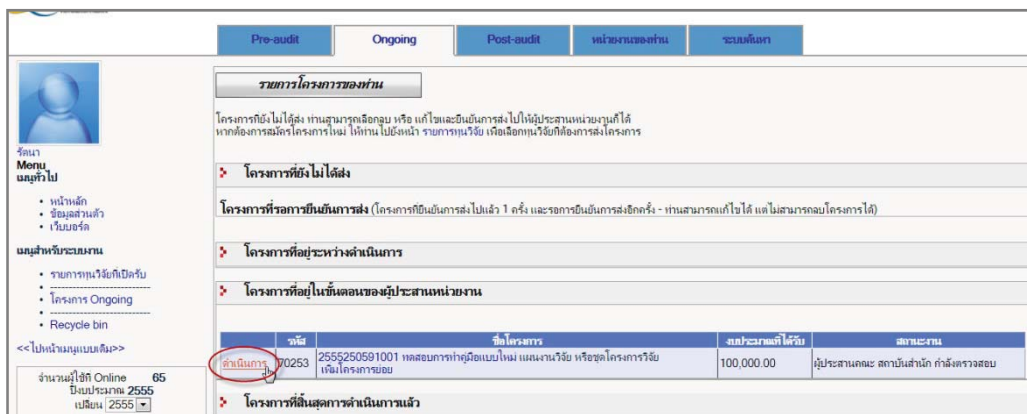 Pre-audit Ongoing Post-audit หน่วยงานของท่าน ระบบค้นหา
รายการโครงการของท่าน
โครงการที่ยังไม่ได้ส่ง ท่านสามารถเลือกลบ หรือ แก้ไขและยืนยันการส่งไปให้ผู้ประสานหน่วยงานก็ได้
หากต้องการสมัครโครงการใหม่ ให้ท่านไปยังหน้า รายการทุนวิจัย เพื่อเลือกทุนวิจัยที่ต้องการส่งโครงการ
รัตนา
Menu
เมนูทั่วไป
• หน้าหลัก
• ข้อมูลส่วนตัว
• เว็บบอร์ด
เมนูสำหรับระบบงาน
• รายการทุนวิจัยที่เปิดรับ
• ----------------------------
• โครงการ Ongoing
• ----------------------------
• Recycle bin
<<ไปหน้าเมนูแบบเดิม>>
จำนวนผู้ใช้ที่ Online 65
ปีงบประมาณ 2555
เปลี่ยน 2555
โครงการที่ยังไม่ได้ส่ง
โครงการที่รอการยืนยันการส่ง (โครงการที่ยืนยันการส่งไปแล้ว 1 ครั้ง และรอการยืนยันการส่งอีกครั้ง - ท่านสามารถแก้ไขได้ แต่ไม่สามารถลบโครงการได้)
โครงการที่อยู่ระหว่างดำเนินการ
โครงการที่อยู่ในขั้นตอนของผู้ประสานหน่วยงาน
รหัส ชื่อโครงการ งบประมาณที่ได้รับ สถานะงาน
ดำเนินการ 70253 2555250591001 ทดสอบการทำคู่มือแบบใหม่ แผนงานวิจัย หรือชุดโครงการวิจัย 100,000.00 ผู้ประสานคณะ สถาบันสำนัก กำลังตรวจสอบ
เพิ่มโครงการย่อย
โครงการที่สิ้นสุดการดำเนินการแล้ว